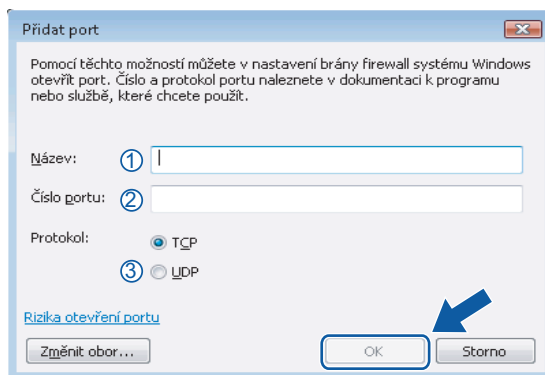 Přidat port
Pomocí těchto možností můžete v nastavení brány firewall systému Windows
otevřít port. Číslo a protokol portu naleznete v dokumentaci k programu
nebo službě, které chcete použít.
Název: 1
Číslo portu: 2
Protokol: TCP
3 UDP
Rizika otevření portu
Změnit obor... OK Storno